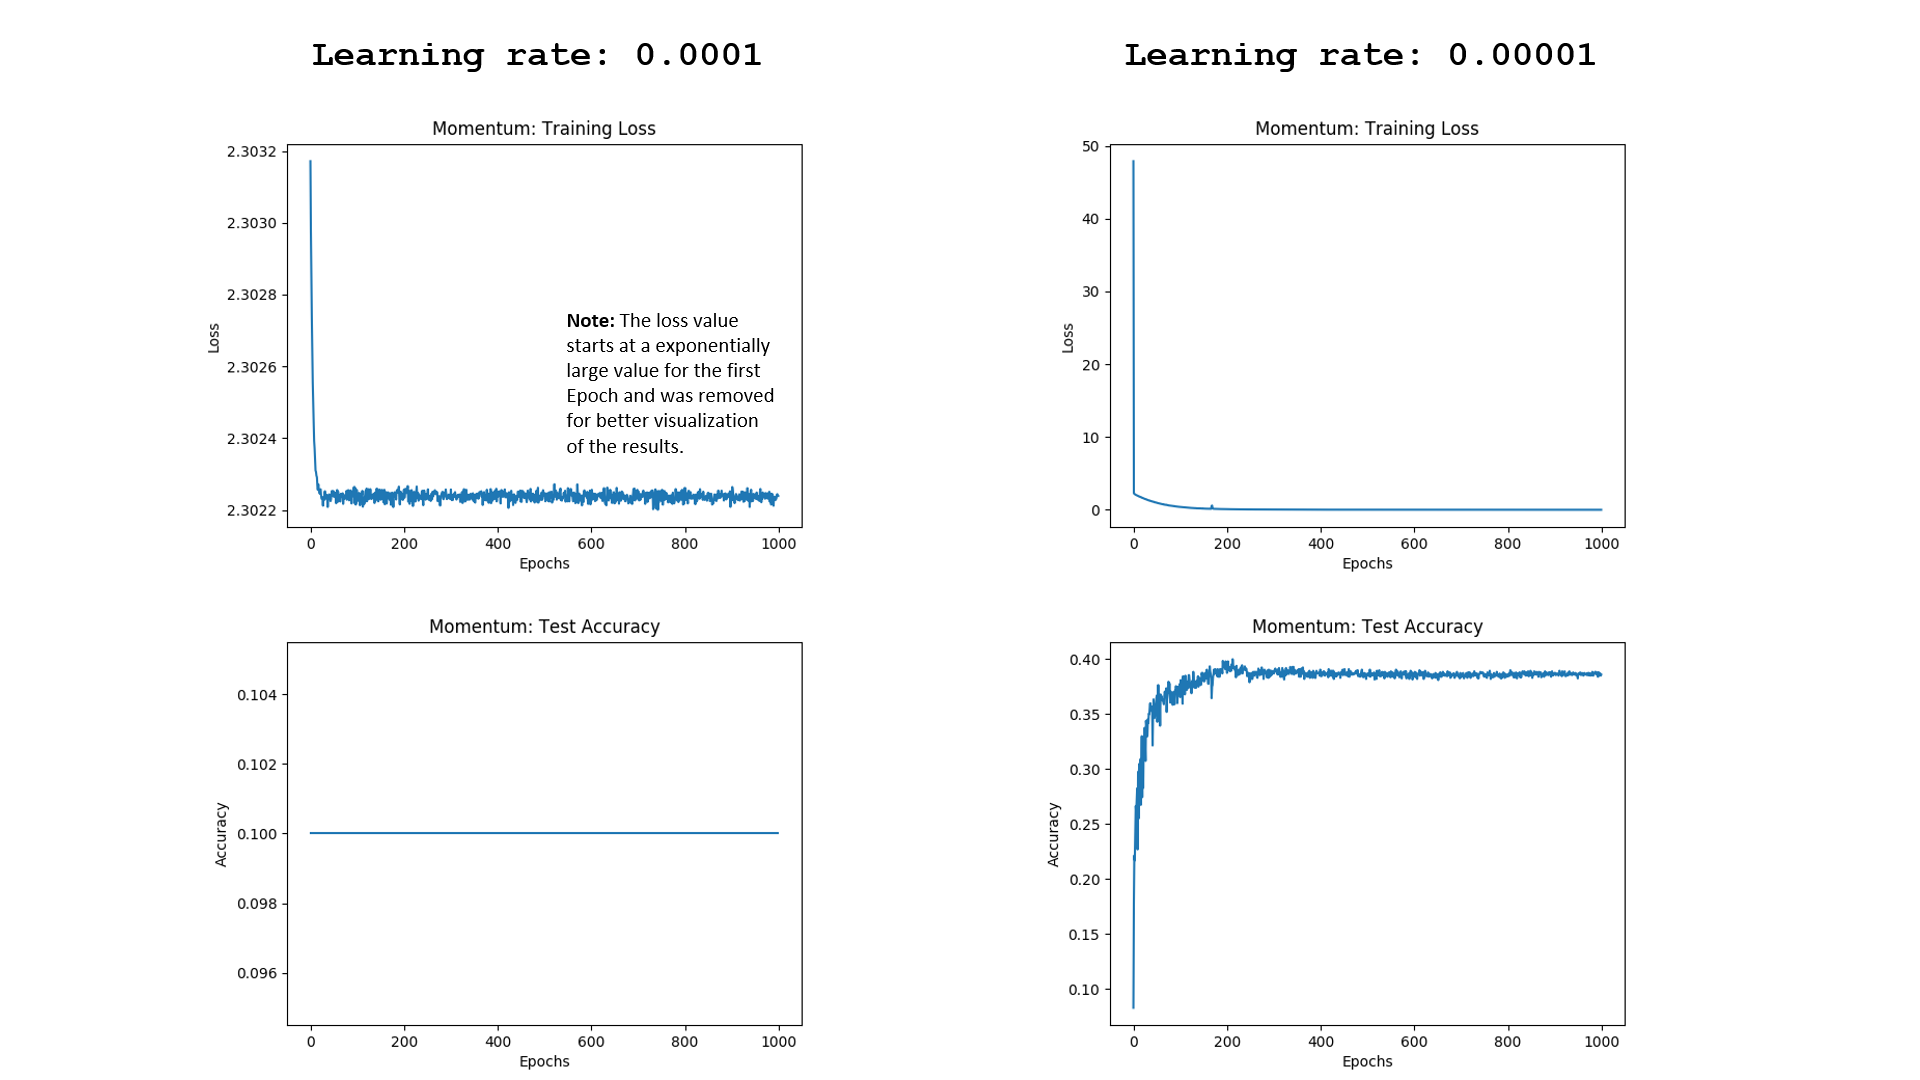 Learning rate: 0.0001
Momentum: Training Loss
2.3032
2.3030
2.3028
2.3026
2.3024
2.3022
Loss
Note: The loss value
starts at a exponentially
large value for the first
Epoch and was removed
for better visualization
of the results.
0 200 400 600 800 1000
Epochs
Momentum: Test Accuracy
0.104
0.102
0.100
0.098
0.096
Accuracy
0 200 400 600 800 1000
Epochs
Learning rate: 0.00001
Momentum: Training Loss
50
40
30
20
10
0
Loss
0 200 400 600 800 1000
Epochs
Momentum: Test Accuracy
0.40
0.35
0.30
0.25
0.20
0.15
0.10
Accuracy
0 200 400 600 800 1000
Epochs